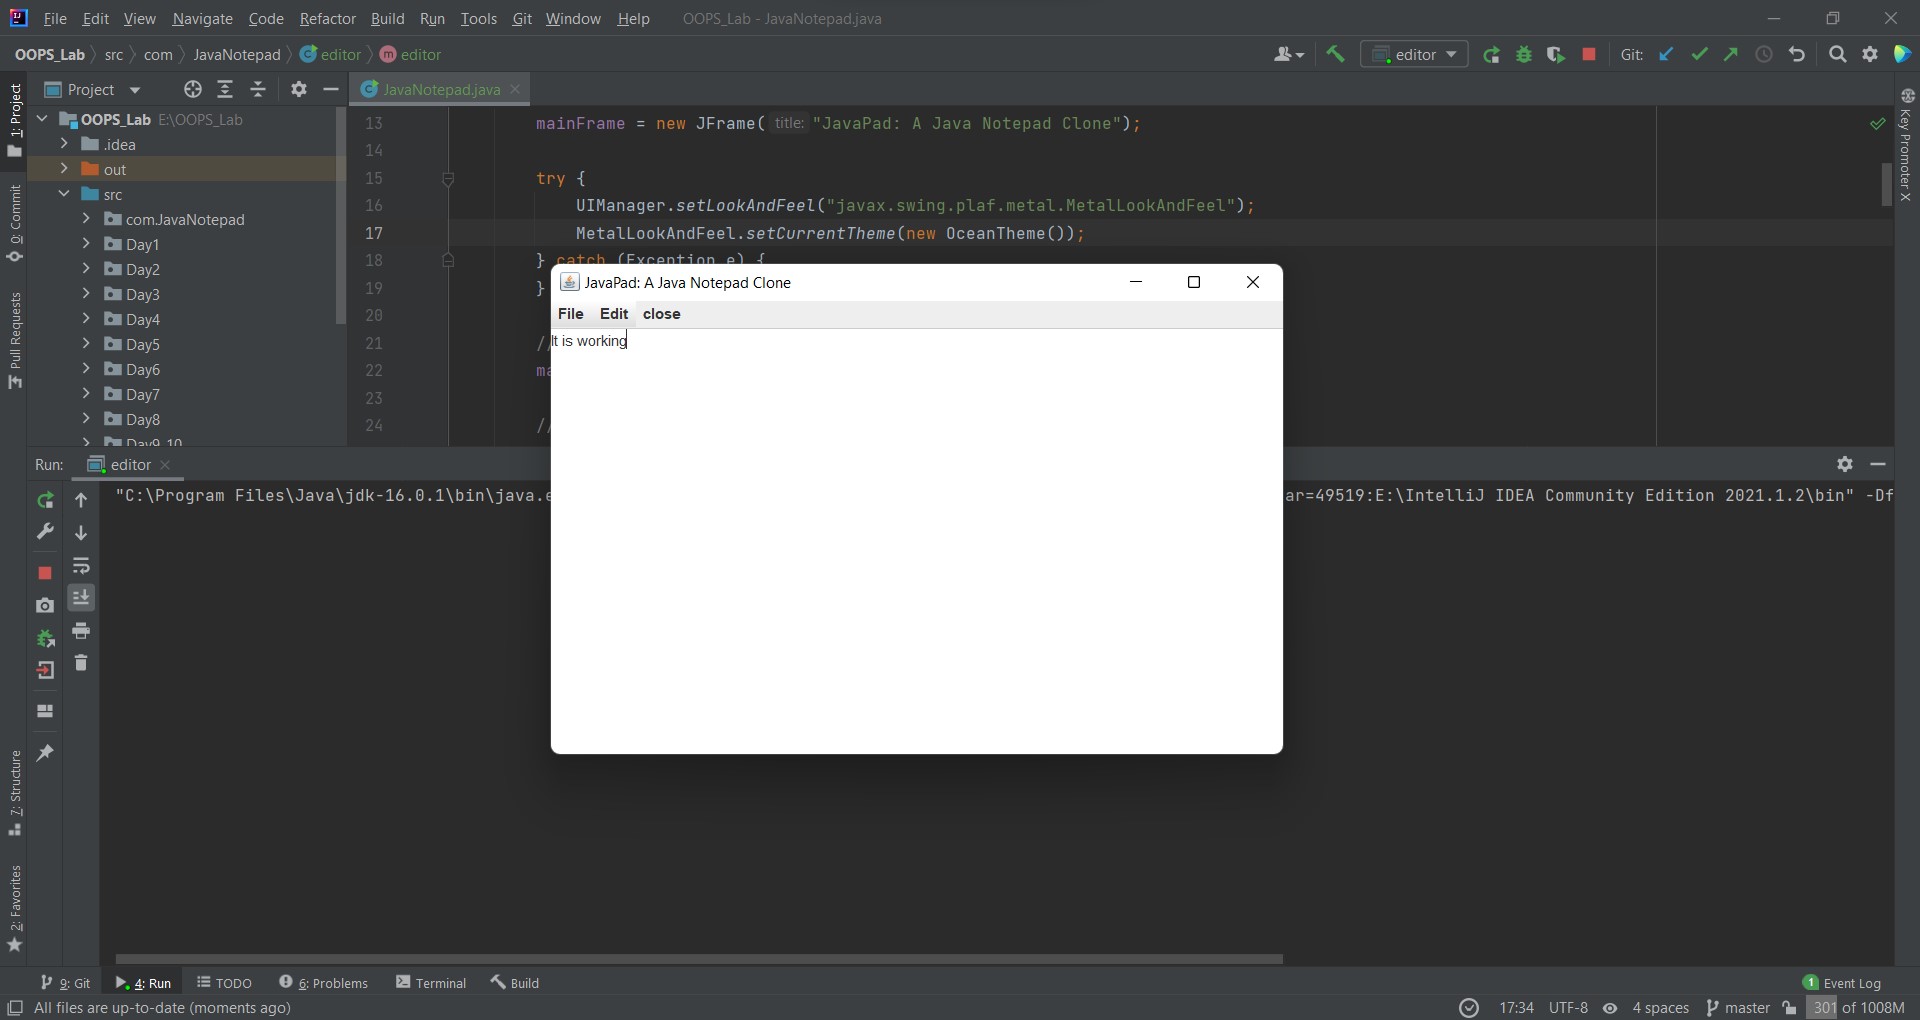 File Edit View Navigate Code Refactor Build Run Tools Git Window Help OOPS_Lab - JavaNotepad.java
OOPS_Lab src com JavaNotepad editor editor
editor Git:
1: Project
0: Commit
Pull Requests
7: Structure
2: Favorites
Project
OOPS_Lab E:\OOPS_Lab
.idea
out
src
com.JavaNotepad
Day1
Day2
Day3
Day4
Day5
Day6
Day7
Day8
Day9_10
JavaNotepad.java
13 mainFrame = new JFrame( title: "JavaPad: A Java Notepad Clone");
14
15 try {
16 UIManager.setLookAndFeel("javax.swing.plaf.metal.MetalLookAndFeel");
17 MetalLookAndFeel.setCurrentTheme(new OceanTheme());
18 } catch (Exception e) {
19 }
20
21 //
22 ma
23
24 //
Key Promoter X
JavaPad: A Java Notepad Clone
File Edit close
It is working
Run: editor
"C:\Program Files\Java\jdk-16.0.1\bin\java.e
ar=49519:E:\IntelliJ IDEA Community Edition 2021.1.2\bin" -Df
9: Git 4: Run TODO 6: Problems Terminal Build 1 Event Log
All files are up-to-date (moments ago) 17:34 UTF-8 4 spaces master 301 of 1008M